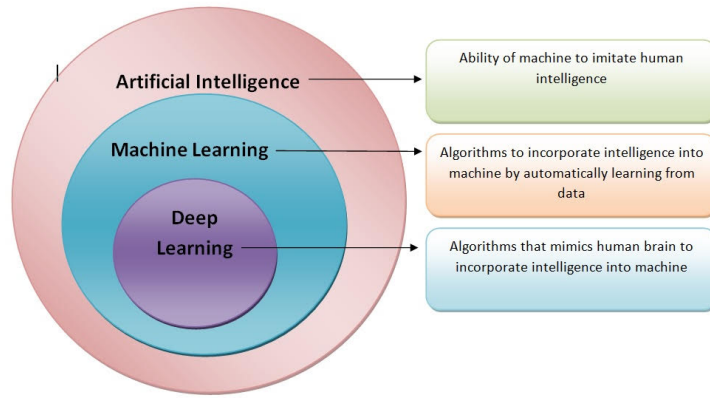 Artificial Intelligence
Ability of machine to imitate human
intelligence
Machine Learning
Algorithms to incorporate intelligence into
machine by automatically learning from
data
Deep
Learning
Algorithms that mimics human brain to
incorporate intelligence into machine